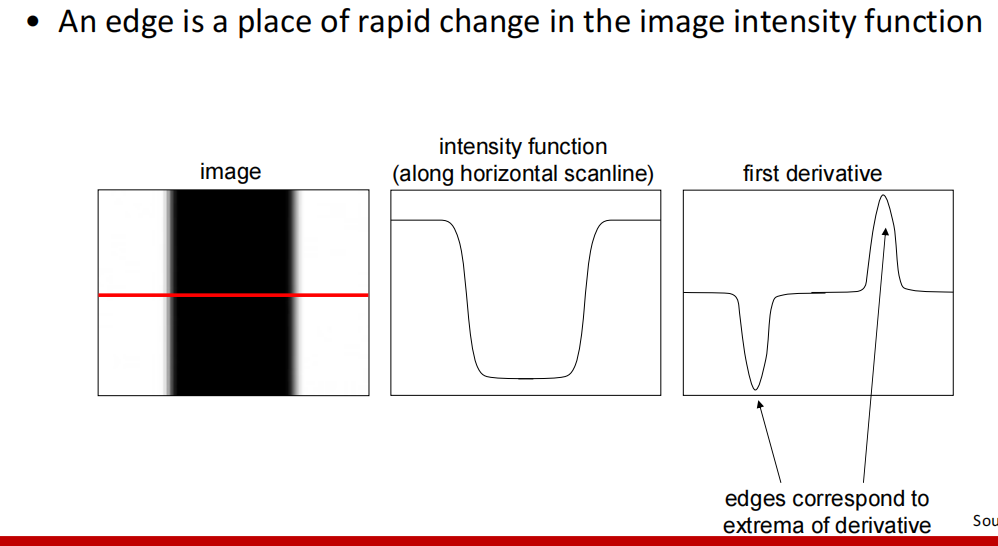 • An edge is a place of rapid change in the image intensity function
image
intensity function
(along horizontal scanline)
first derivative
edges correspond to
extrema of derivative
Sou